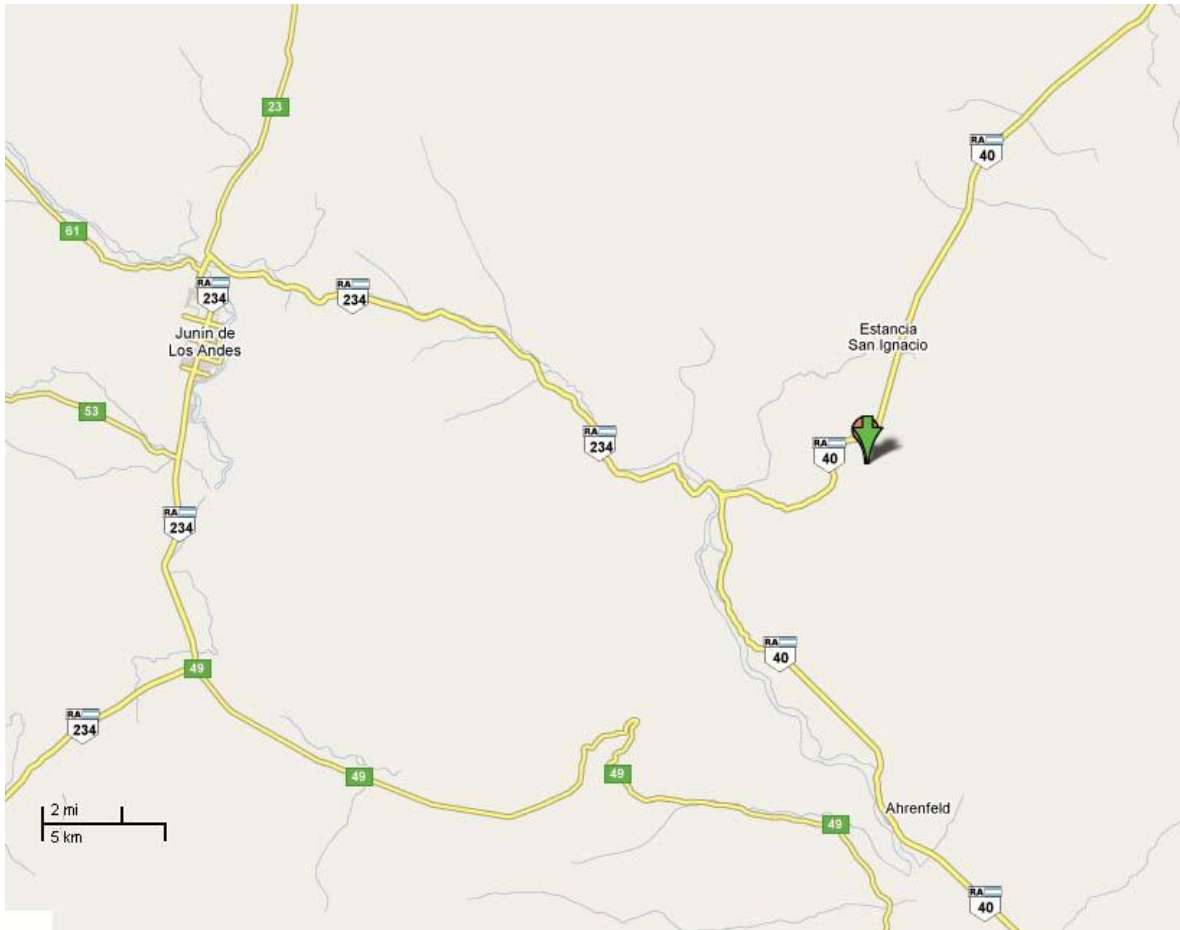 23
RA
40
61
RA
234
RA
234
Junín de
Los Andes
Estancia
San Ignacio
53
RA
234
RA
40
RA
234
RA
40
49
RA
234
49
49
2 mi
5 km
49
Ahrenfeld
RA
40